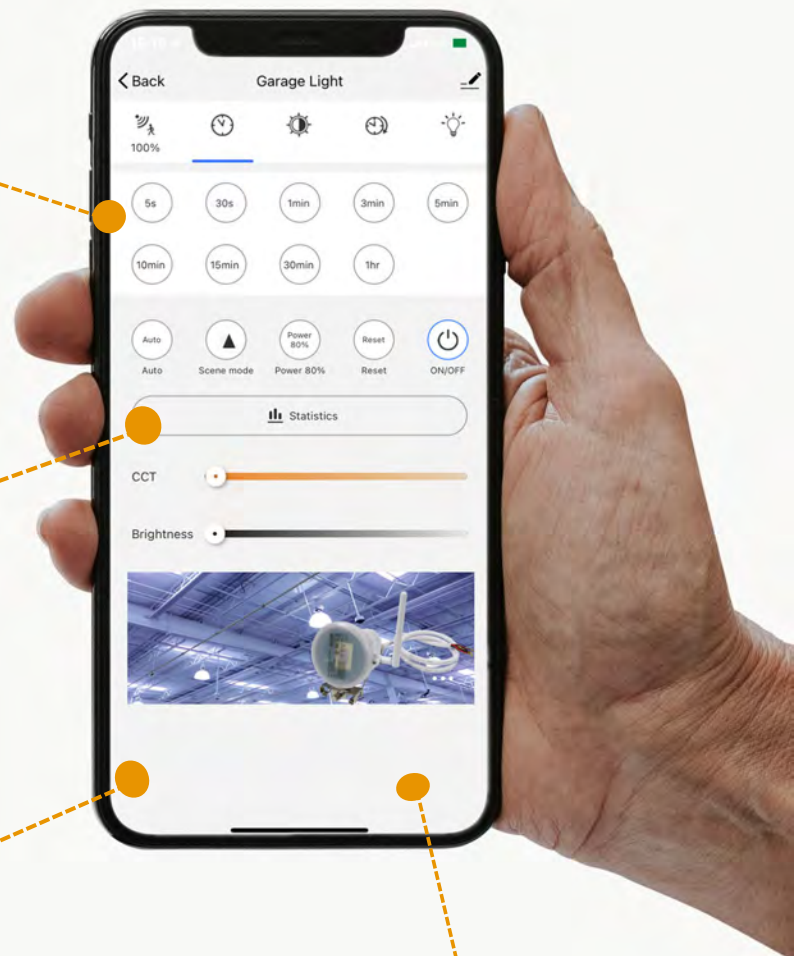 Back
Garage Light
100%
5s 30s 1min 3min 5min
10min 15min 30min 1hr
Auto Power 80% Reset
Auto Scene mode Power 80% Reset ON/OFF
Statistics
CCT
Brightness